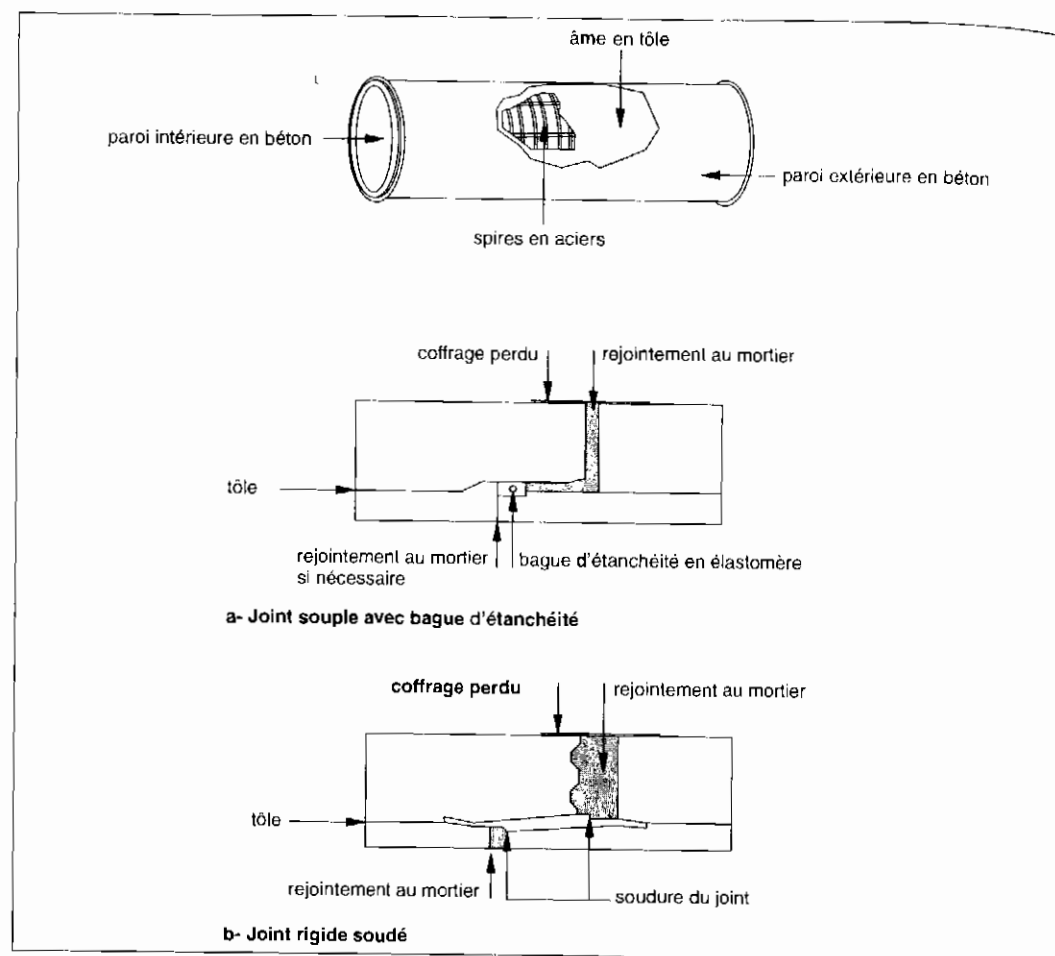 âme en tôle
paroi intérieure en béton
paroi extérieure en béton
spires en aciers
coffrage perdu
rejointement au mortier
tôle
rejointement au mortier
si nécessaire
bague d'étanchéité en élastomère
a- Joint souple avec bague d'étanchéité
coffrage perdu
rejointement au mortier
tôle
rejointement au mortier
soudure du joint
b- Joint rigide soudé